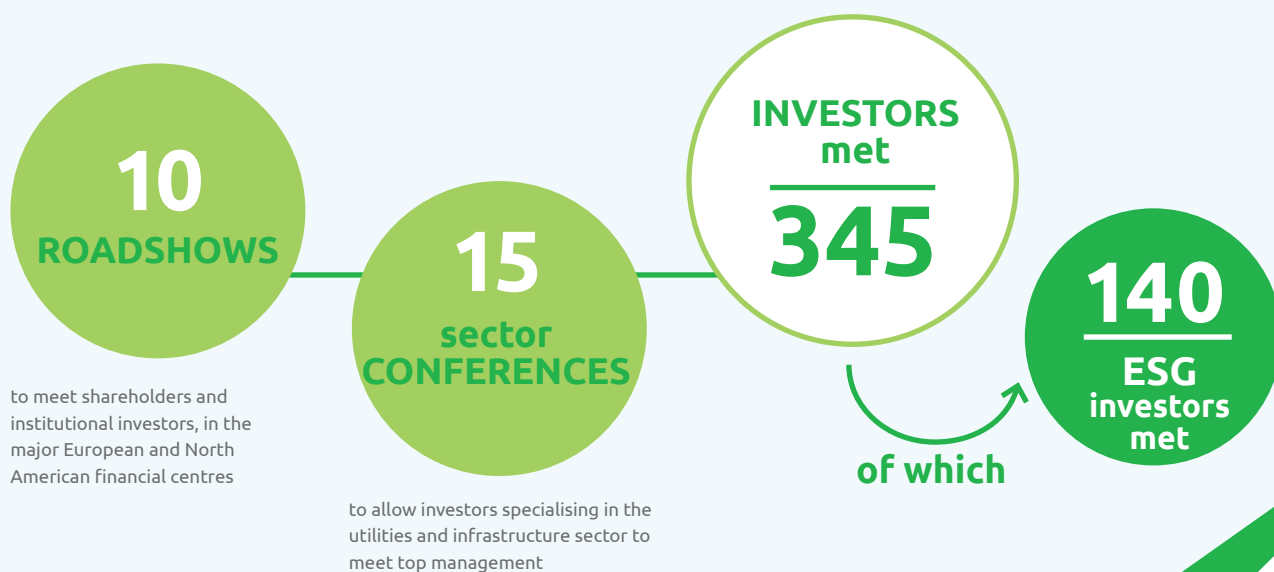 10
ROADSHOWS
to meet shareholders and
institutional investors, in the
major European and North
American financial centres
15
sector
CONFERENCES
to allow investors specialising in the
utilities and infrastructure sector to
meet top management
INVESTORS
met
345
of which
140
ESG
investors
met